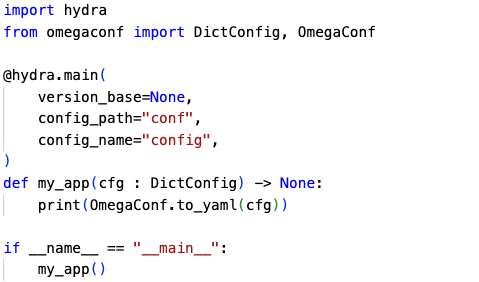 import hydra
from omegaconf import DictConfig, OmegaConf

@hydra.main(
    version_base=None,
    config_path="conf",
    config_name="config",
)
def my_app(cfg : DictConfig) -> None:
    print(OmegaConf.to_yaml(cfg))

if __name__ == "__main__":
    my_app()